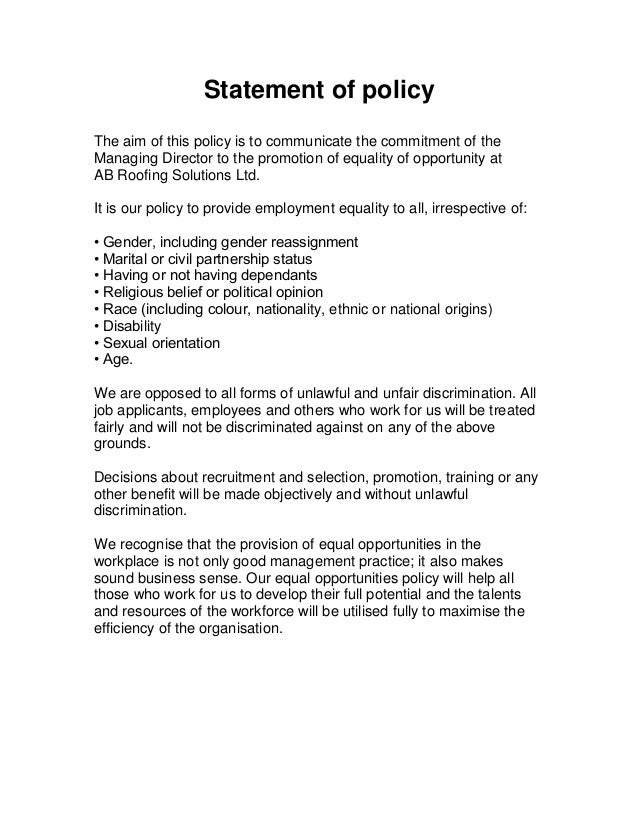 Statement of policy
The aim of this policy is to communicate the commitment of the
Managing Director to the promotion of equality of opportunity at
AB Roofing Solutions Ltd.
It is our policy to provide employment equality to all, irrespective of:
• Gender, including gender reassignment
• Marital or civil partnership status
• Having or not having dependants
• Religious belief or political opinion
• Race (including colour, nationality, ethnic or national origins)
• Disability
• Sexual orientation
• Age.
We are opposed to all forms of unlawful and unfair discrimination. All
job applicants, employees and others who work for us will be treated
fairly and will not be discriminated against on any of the above
grounds.
Decisions about recruitment and selection, promotion, training or any
other benefit will be made objectively and without unlawful
discrimination.
We recognise that the provision of equal opportunities in the
workplace is not only good management practice; it also makes
sound business sense. Our equal opportunities policy will help all
those who work for us to develop their full potential and the talents
and resources of the workforce will be utilised fully to maximise the
efficiency of the organisation.